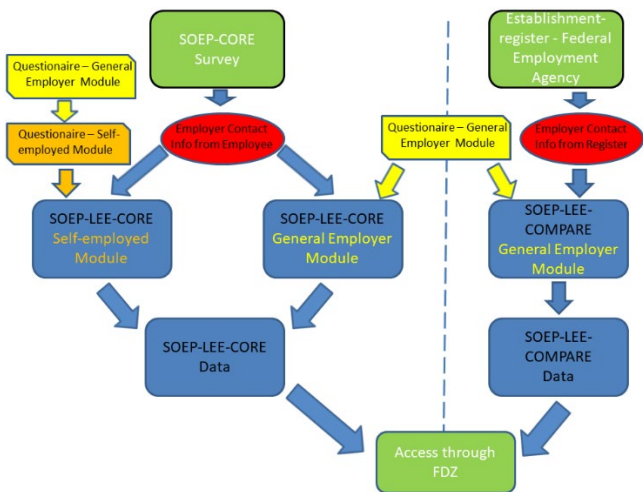 SOEP-CORE
Survey
Establishment-
register - Federal
Employment
Agency
Questionaire – General
Employer Module
Questionaire – Self-
employed Module
Employer Contact
Info from Employee
Questionaire – General
Employer Module
Employer Contact
Info from Register
SOEP-LEE-CORE
Self-employed
Module
SOEP-LEE-CORE
General Employer
Module
SOEP-LEE-
COMPARE
General Employer
Module
SOEP-LEE-CORE
Data
SOEP-LEE-
COMPARE
Data
Access through
FDZ